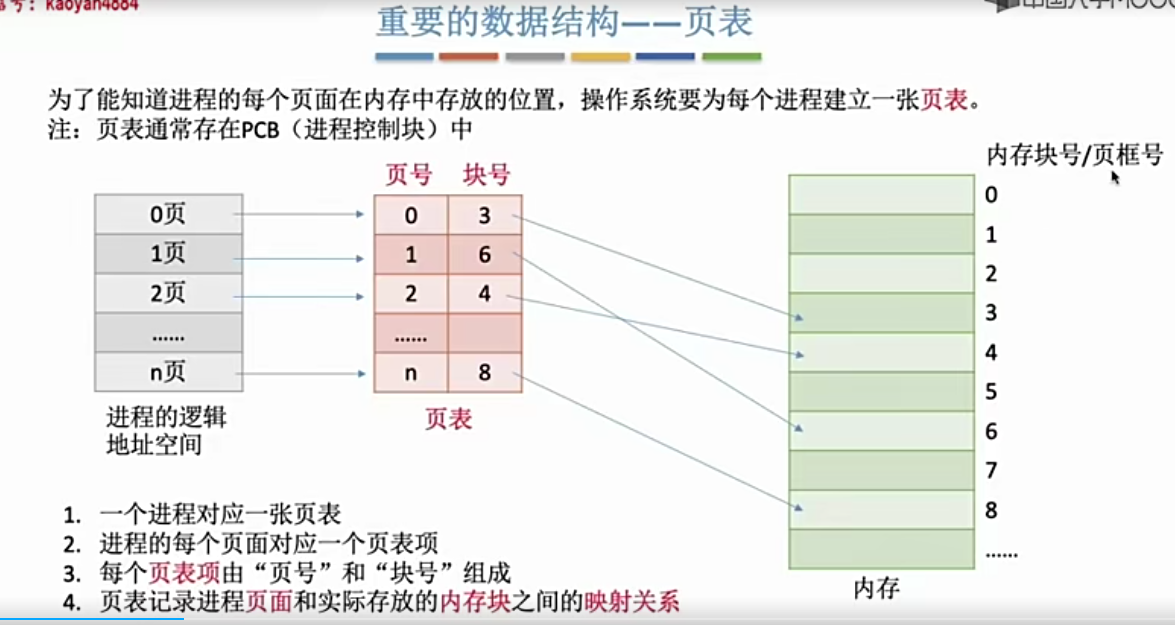 号：kaoyan4884
中国大学MOOC
重要的数据结构——页表
为了能知道进程的每个页面在内存中存放的位置，操作系统要为每个进程建立一张页表。
注：页表通常存在PCB（进程控制块）中
内存块号/页框号
页号 块号
0页 0 3
1页 1 6
2页 2 4
...... ......
n页 n 8
进程的逻辑
地址空间
页表
0
1
2
3
4
5
6
7
8
......
内存
1. 一个进程对应一张页表
2. 进程的每个页面对应一个页表项
3. 每个页表项由“页号”和“块号”组成
4. 页表记录进程页面和实际存放的内存块之间的映射关系